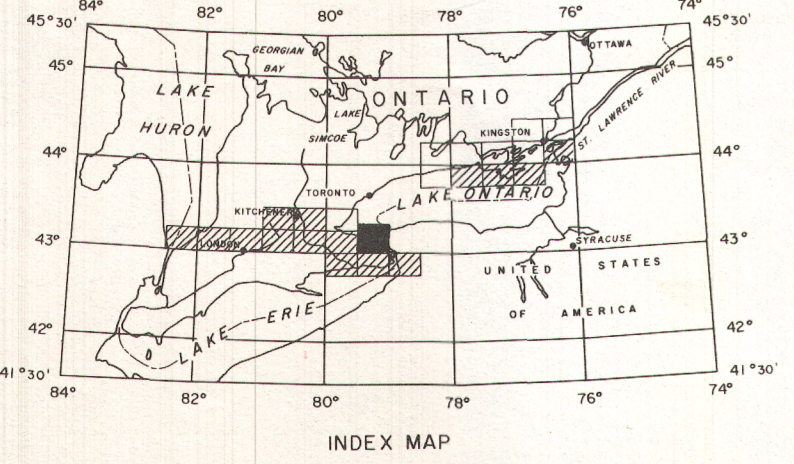 84° 82° 80° 78° 76° 74°
45°30' 45°30'
GEORGIAN
BAY
OTTAWA
45° 45°
LAKE
HURON
ONTARIO
LAKE
SIMCOE
KINGSTON
ST. LAWRENCE RIVER
44° 44°
TORONTO
LAKE ONTARIO
KITCHENER
LONDON
43° 43°
SYRACUSE
UNITED STATES
OF AMERICA
LAKE ERIE
42° 42°
41°30' 41°30'
84° 82° 80° 78° 76° 74°
INDEX MAP